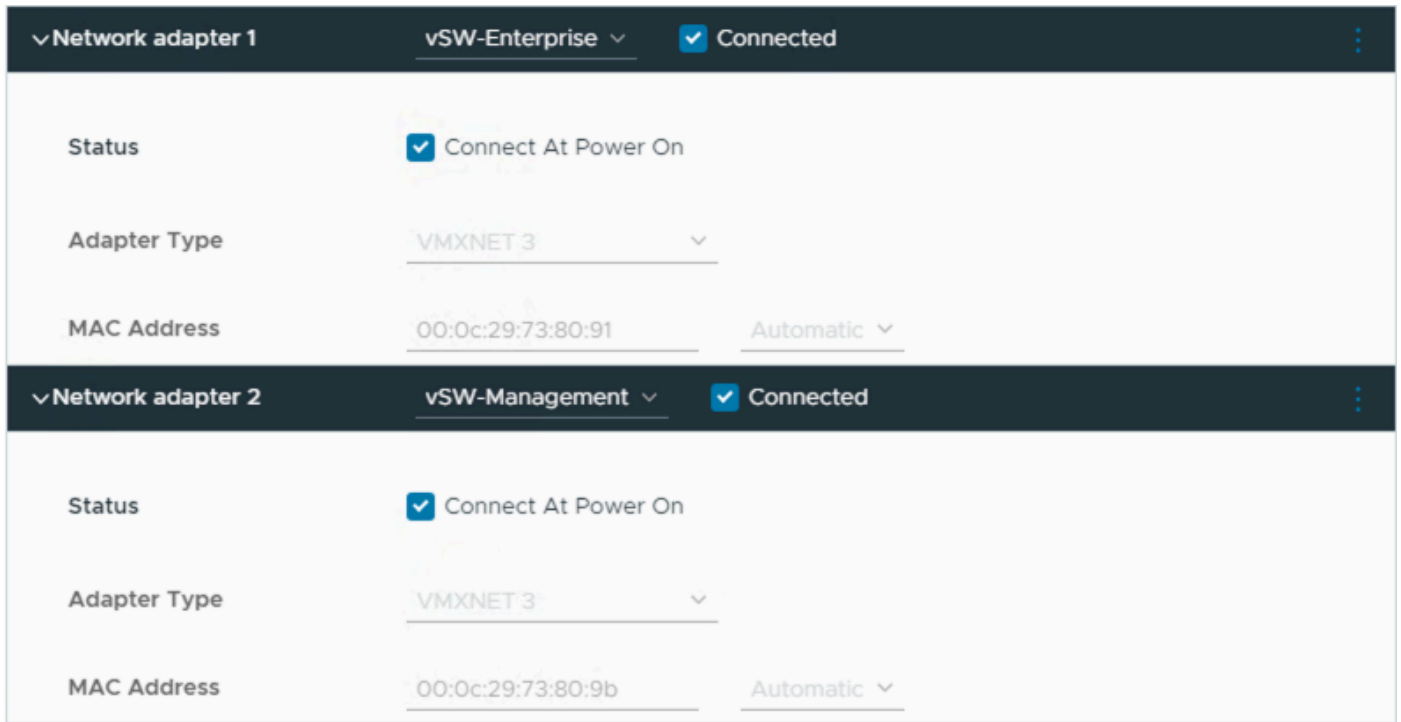 Network adapter 1 vSW-Enterprise Connected
Status Connect At Power On
Adapter Type VMXNET 3
MAC Address 00:0c:29:73:80:91 Automatic
Network adapter 2 vSW-Management Connected
Status Connect At Power On
Adapter Type VMXNET 3
MAC Address 00:0c:29:73:80:9b Automatic